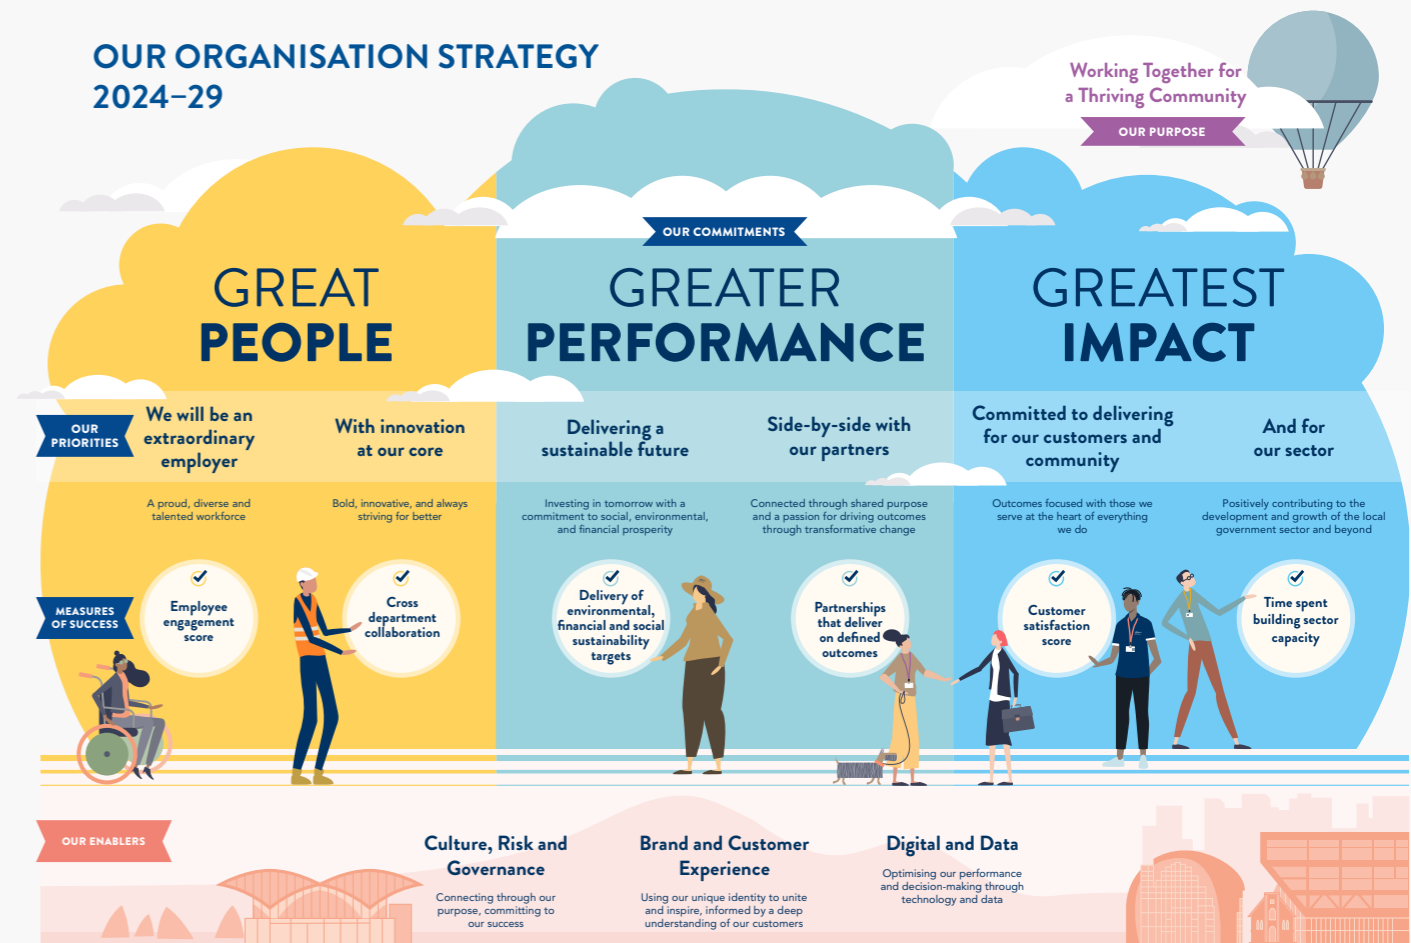 OUR ORGANISATION STRATEGY
2024–29
Working Together for
a Thriving Community
OUR PURPOSE
OUR COMMITMENTS
GREAT
PEOPLE
GREATER
PERFORMANCE
GREATEST
IMPACT
OUR
PRIORITIES
We will be an
extraordinary
employer
With innovation
at our core
Delivering a
sustainable future
Side-by-side with
our partners
Committed to delivering
for our customers and
community
And for
our sector
A proud, diverse and
talented workforce
Bold, innovative, and always
striving for better
Investing in tomorrow with a
commitment to social, environmental,
and financial prosperity
Connected through shared purpose
and a passion for driving outcomes
through transformative change
Outcomes focused with those we
serve at the heart of everything
we do
Positively contributing to the
development and growth of the local
government sector and beyond
MEASURES
OF SUCCESS
Employee
engagement
score
Cross
department
collaboration
Delivery of
environmental,
financial and social
sustainability
targets
Partnerships
that deliver
on defined
outcomes
Customer
satisfaction
score
Time spent
building sector
capacity
OUR ENABLERS
Culture, Risk and
Governance
Connecting through our
purpose, committing to
our success
Brand and Customer
Experience
Using our unique identity to unite
and inspire, informed by a deep
understanding of our customers
Digital and Data
Optimising our performance
and decision-making through
technology and data